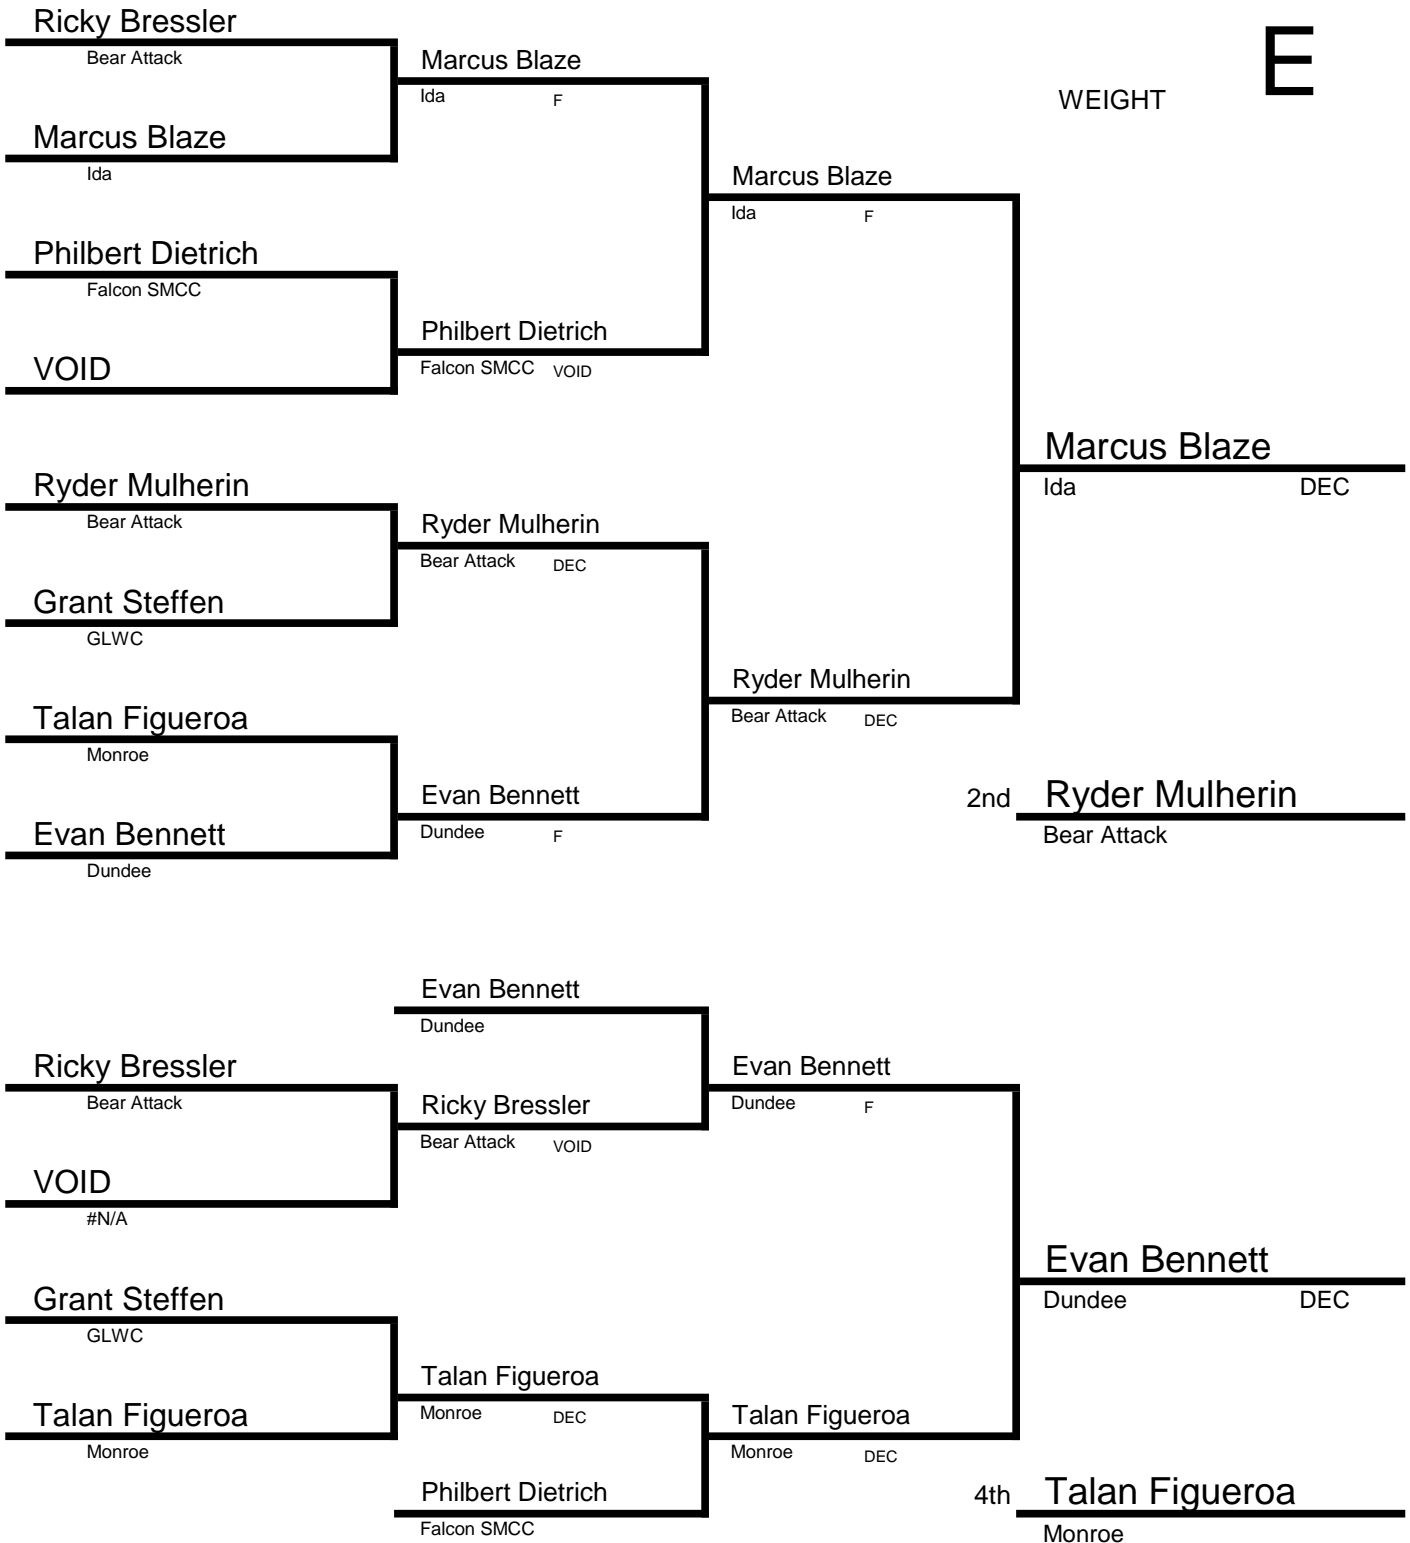 Ricky Bressler
Bear Attack
Marcus Blaze
Ida F
E
WEIGHT
Marcus Blaze
Ida
Marcus Blaze
Ida F
Philbert Dietrich
Falcon SMCC
Philbert Dietrich
Falcon SMCC VOID
VOID
Marcus Blaze
Ida DEC
Ryder Mulherin
Bear Attack
Ryder Mulherin
Bear Attack DEC
Grant Steffen
GLWC
Ryder Mulherin
Bear Attack DEC
Talan Figueroa
Monroe
Evan Bennett
Dundee F
2nd Ryder Mulherin
Bear Attack
Evan Bennett
Dundee
Evan Bennett
Dundee
Ricky Bressler
Bear Attack
Evan Bennett
Dundee F
Ricky Bressler
Bear Attack VOID
VOID
#N/A
Evan Bennett
Dundee DEC
Grant Steffen
GLWC
Talan Figueroa
Monroe DEC
Talan Figueroa
Monroe
Talan Figueroa
Monroe DEC
Philbert Dietrich
Falcon SMCC
4th Talan Figueroa
Monroe